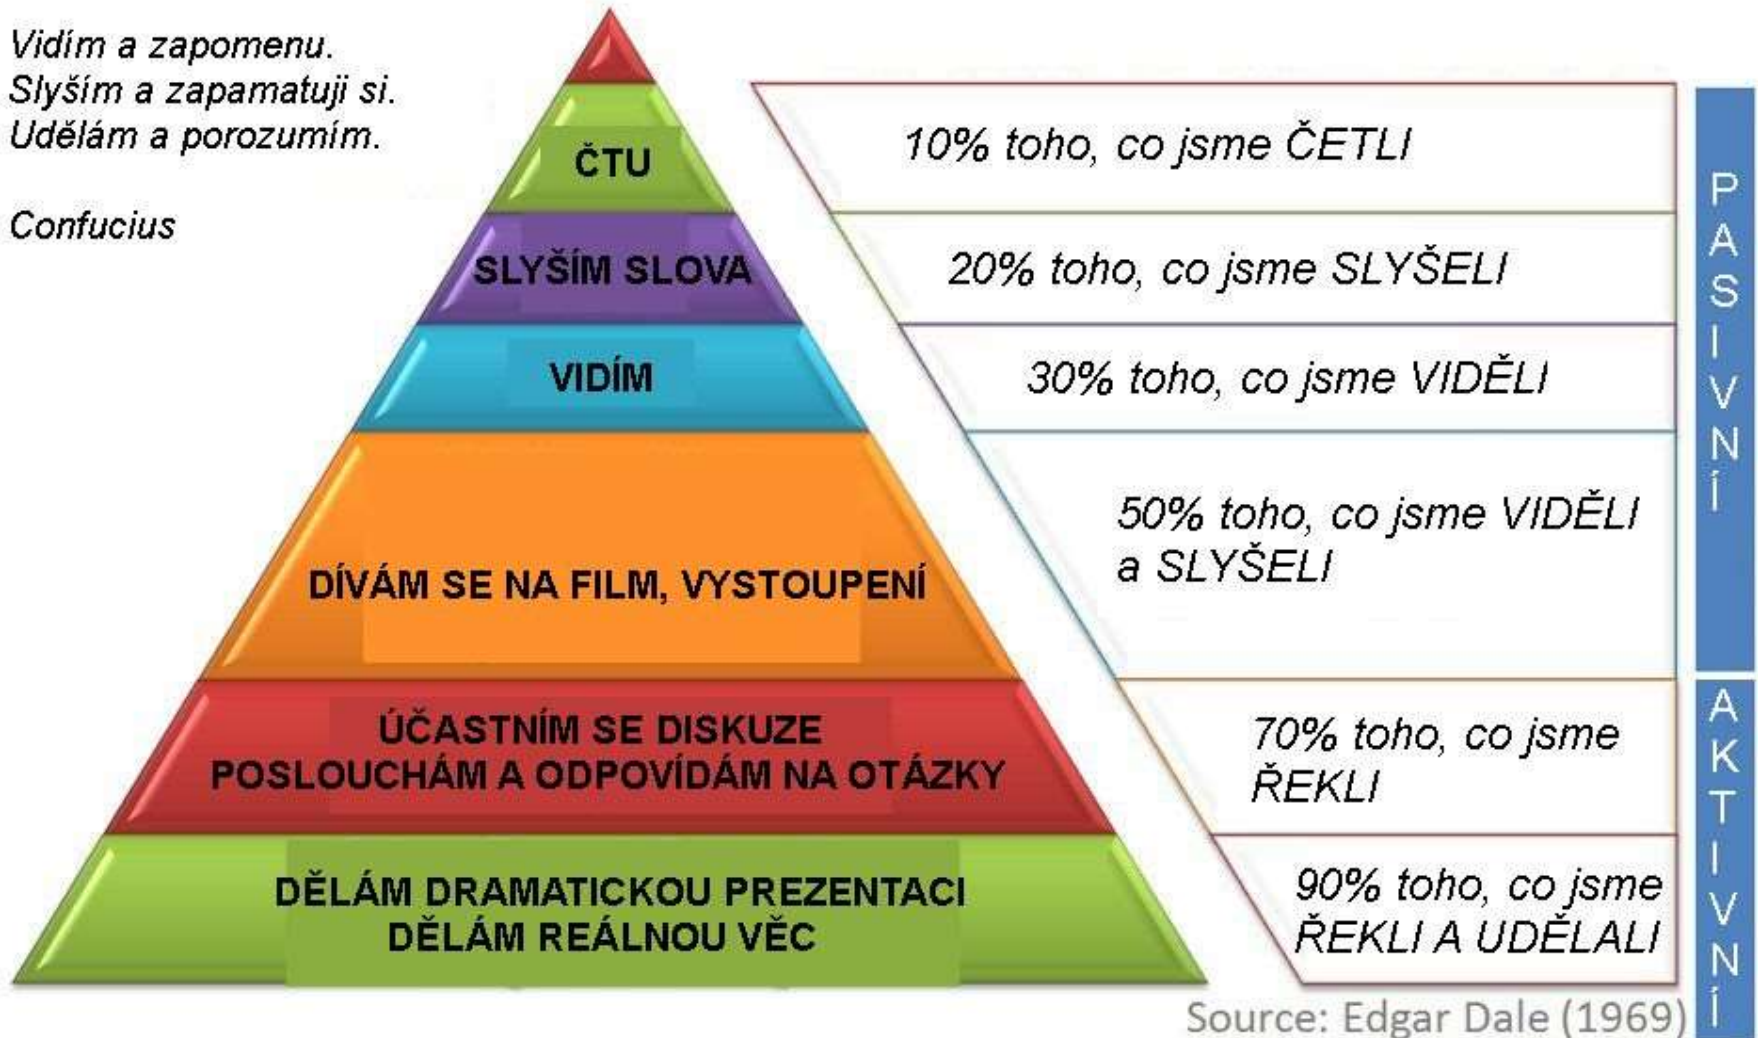 Vidím a zapomenu.
Slyším a zapamatuji si.
Udělám a porozumím.
Confucius
ČTU
10% toho, co jsme ČETLI
SLYŠÍM SLOVA
20% toho, co jsme SLYŠELI
VIDÍM
30% toho, co jsme VIDĚLI
DÍVÁM SE NA FILM, VYSTOUPENÍ
50% toho, co jsme VIDĚLI
a SLYŠELI
ÚČASTNÍM SE DISKUZE
POSLOUCHÁM A ODPOVÍDÁM NA OTÁZKY
70% toho, co jsme
ŘEKLI
DĚLÁM DRAMATICKOU PREZENTACI
DĚLÁM REÁLNOU VĚC
90% toho, co jsme
ŘEKLI A UDĚLALI
PASIVNÍ
AKTIVNÍ
Source: Edgar Dale (1969)